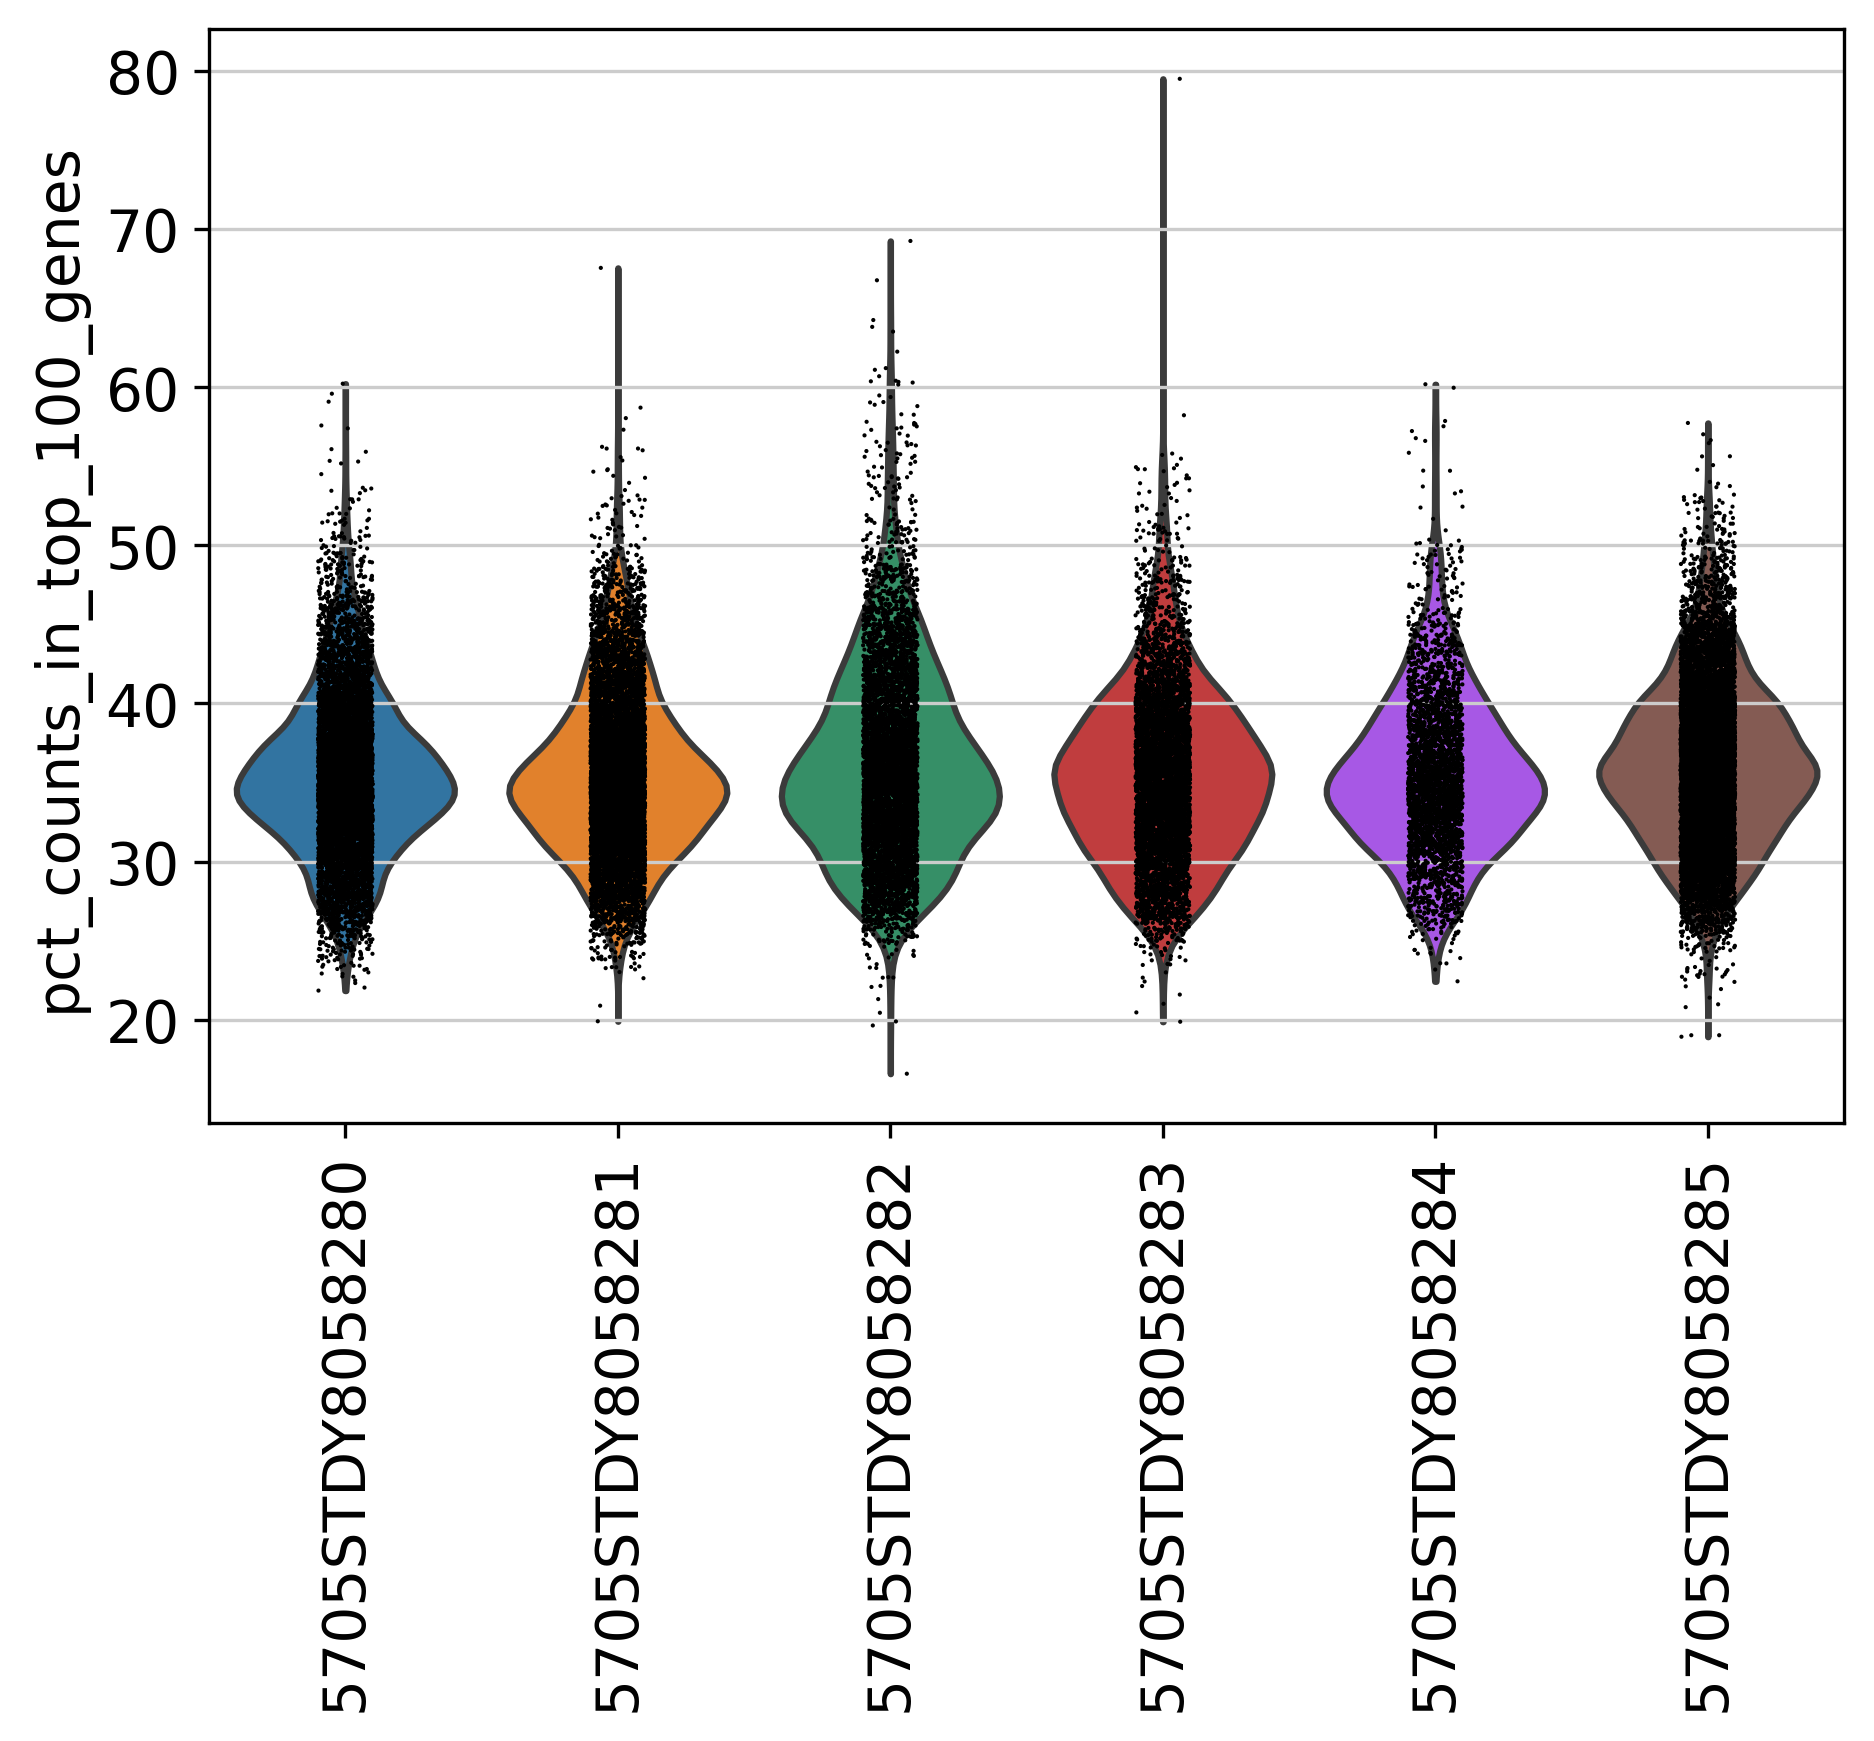 pct_counts_in_top_100_genes
80
70
60
50
40
30
20
5705STDY8058280
5705STDY8058281
5705STDY8058282
5705STDY8058283
5705STDY8058284
5705STDY8058285